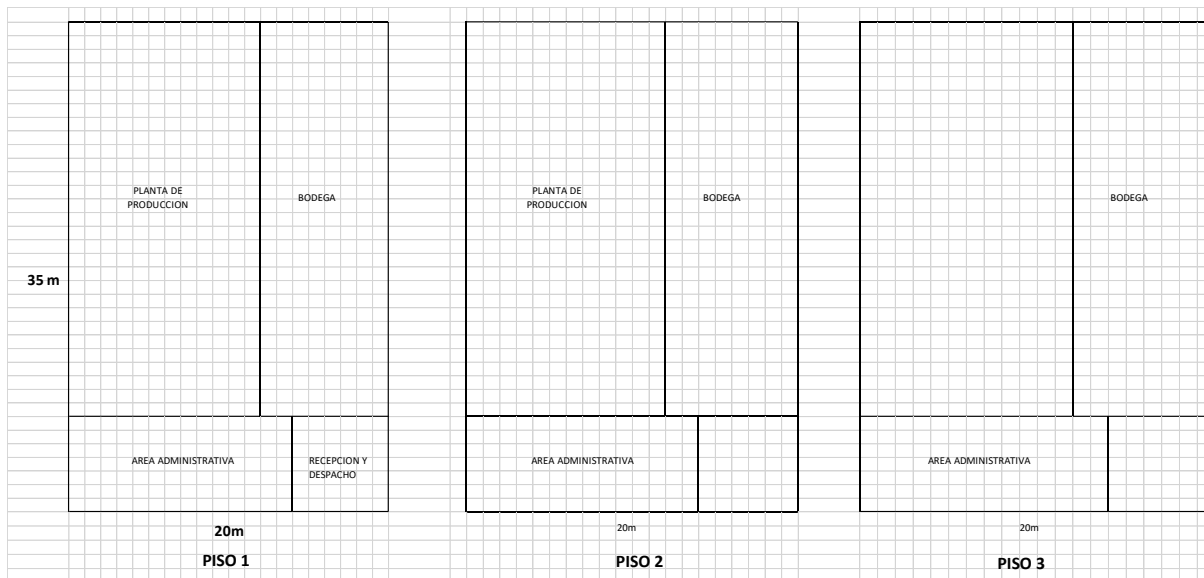 PLANTA DE
PRODUCCION
BODEGA
35 m
AREA ADMINISTRATIVA
RECEPCION Y
DESPACHO
20m
PISO 1
PLANTA DE
PRODUCCION
BODEGA
AREA ADMINISTRATIVA
20m
PISO 2
BODEGA
AREA ADMINISTRATIVA
20m
PISO 3